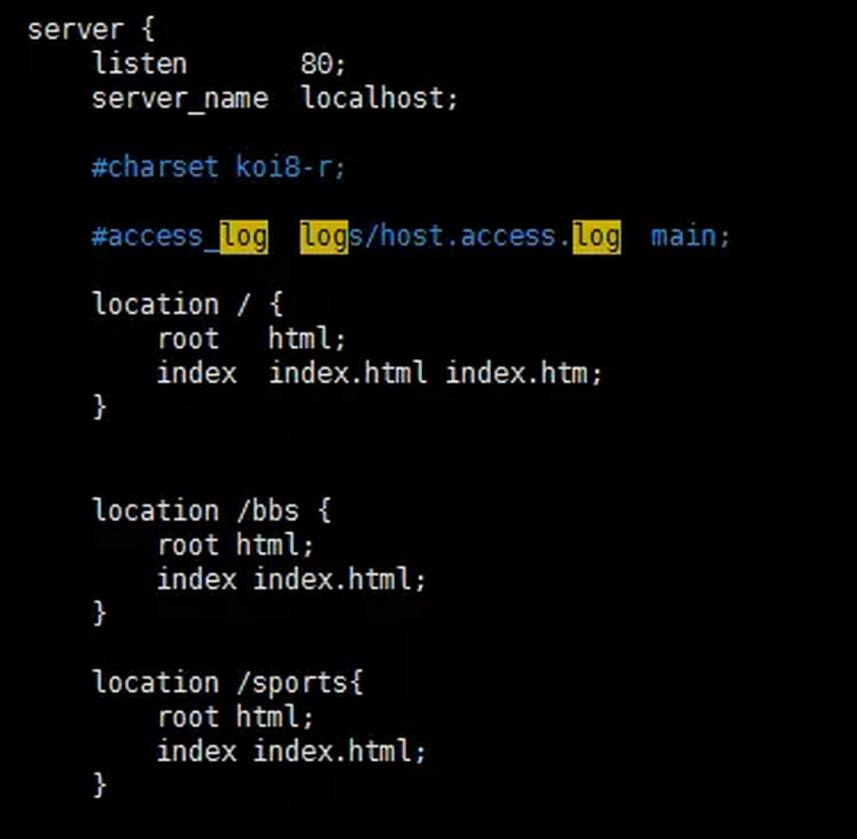 server {
    listen       80;
    server_name  localhost;
    #charset koi8-r;
    #access_log  logs/host.access.log  main;
    location / {
        root   html;
        index  index.html index.htm;
    }
    location /bbs {
        root html;
        index index.html;
    }
    location /sports{
        root html;
        index index.html;
    }